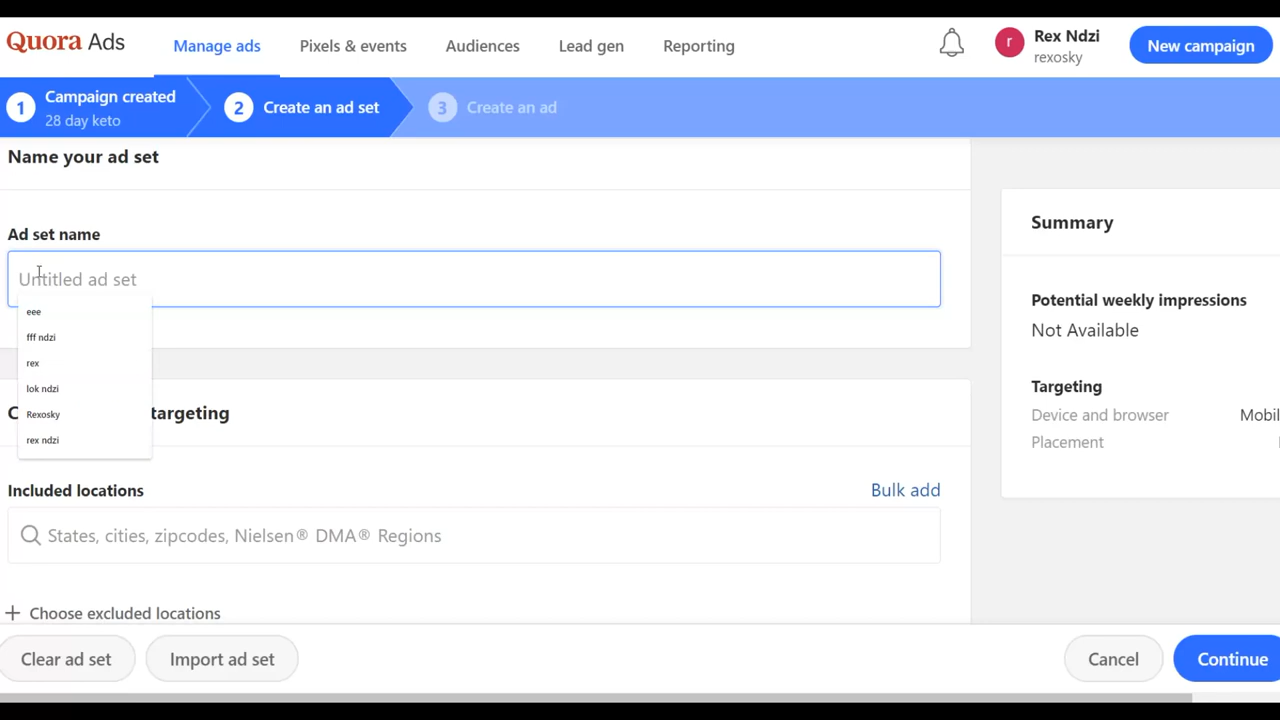 Quora Ads
Manage ads
Pixels & events
Audiences
Lead gen
Reporting
r
Rex Ndzi
rexosky
New campaign
1
Campaign created
28 day keto
2
Create an ad set
3
Create an ad
Name your ad set
Ad set name
Untitled ad set
eee
fff ndzi
rex
lok ndzi
Rexosky
rex ndzi
targeting
Included locations
Bulk add
States, cities, zipcodes, Nielsen® DMA® Regions
+ Choose excluded locations
Summary
Potential weekly impressions
Not Available
Targeting
Device and browser
Mobil
Placement
Clear ad set
Import ad set
Cancel
Continue